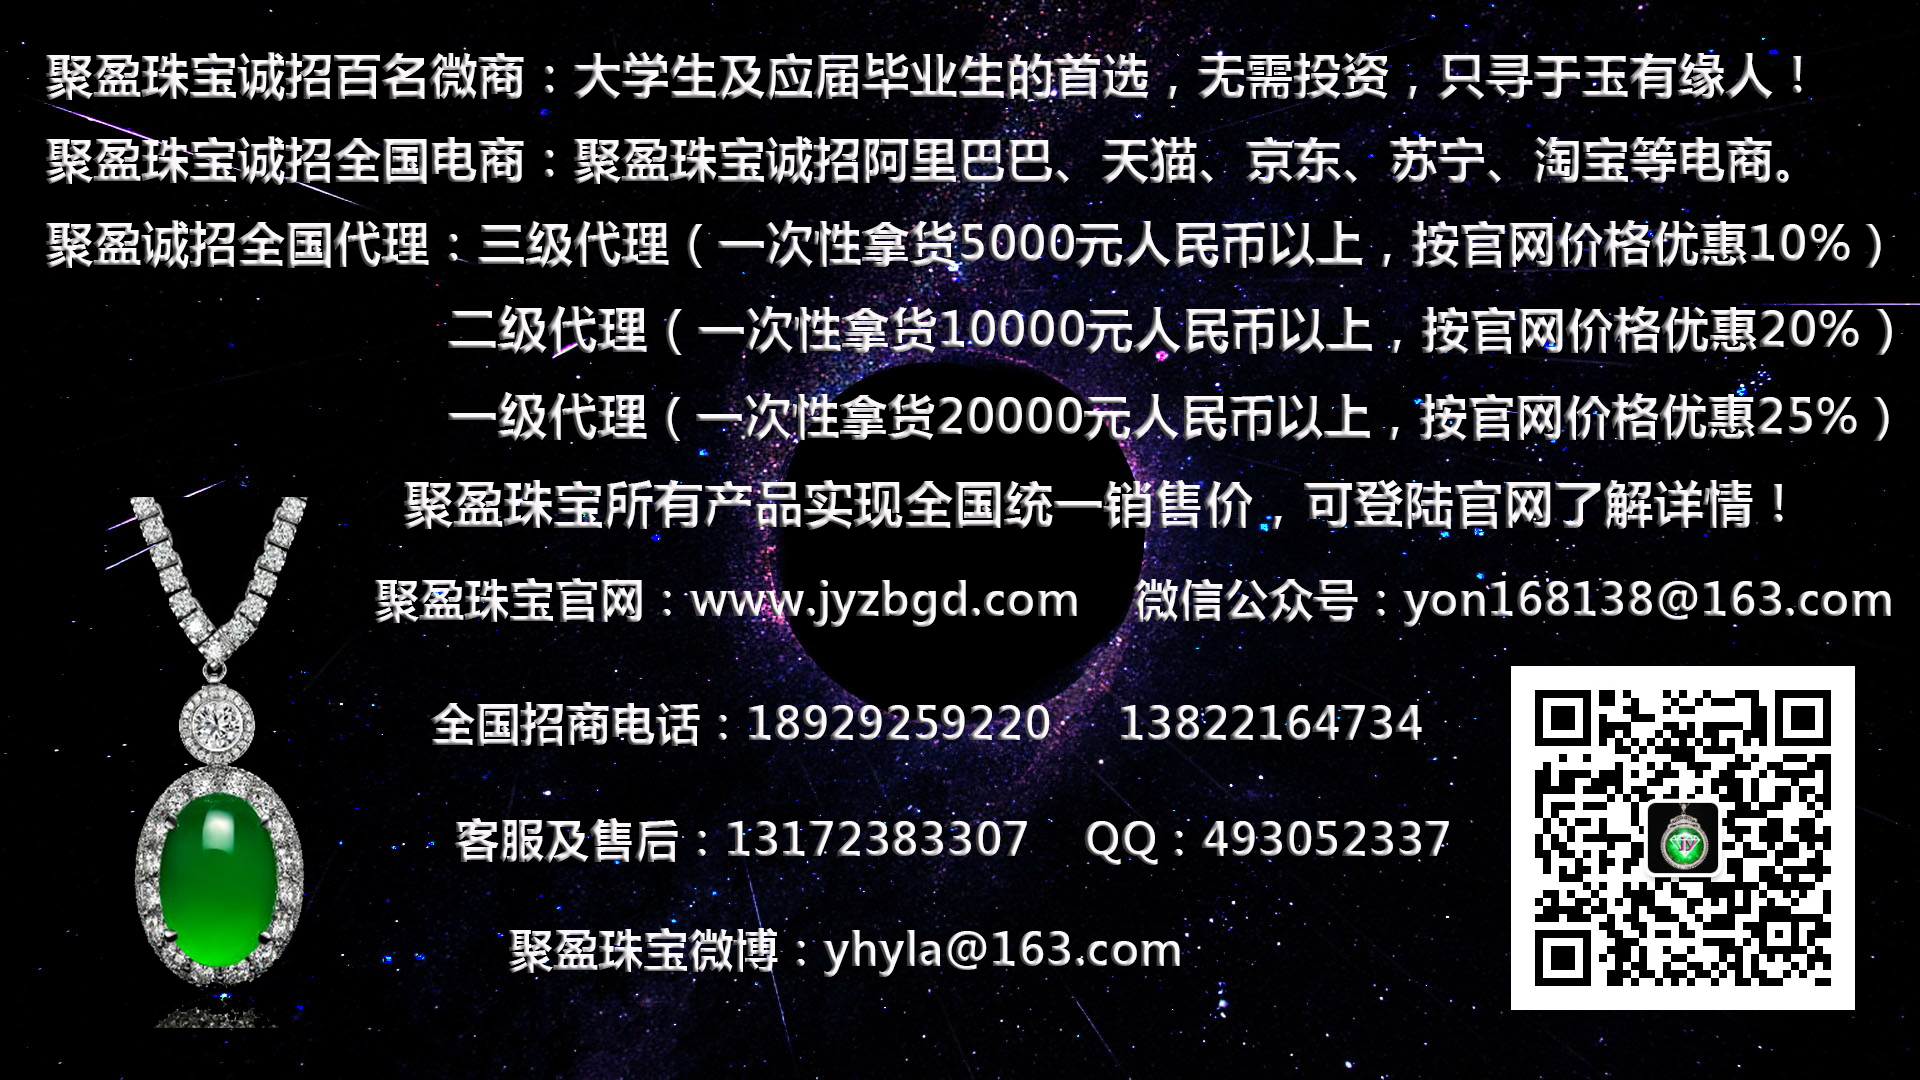 聚盈珠宝诚招百名微商：大学生及应届毕业生的首选，无需投资，只寻于玉有缘人！
聚盈珠宝诚招全国电商：聚盈珠宝诚招阿里巴巴、天猫、京东、苏宁、淘宝等电商。
聚盈诚招全国代理：三级代理（一次性拿货5000元人民币以上，按官网价格优惠10%）
二级代理（一次性拿货10000元人民币以上，按官网价格优惠20%）
一级代理（一次性拿货20000元人民币以上，按官网价格优惠25%）
聚盈珠宝所有产品实现全国统一销售价，可登陆官网了解详情！
聚盈珠宝官网：www.jyzbgd.com 微信公众号：yon168138@163.com
全国招商电话：18929259220 13822164734
客服及售后：13172383307 QQ：493052337
聚盈珠宝微博：yhyla@163.com
JY